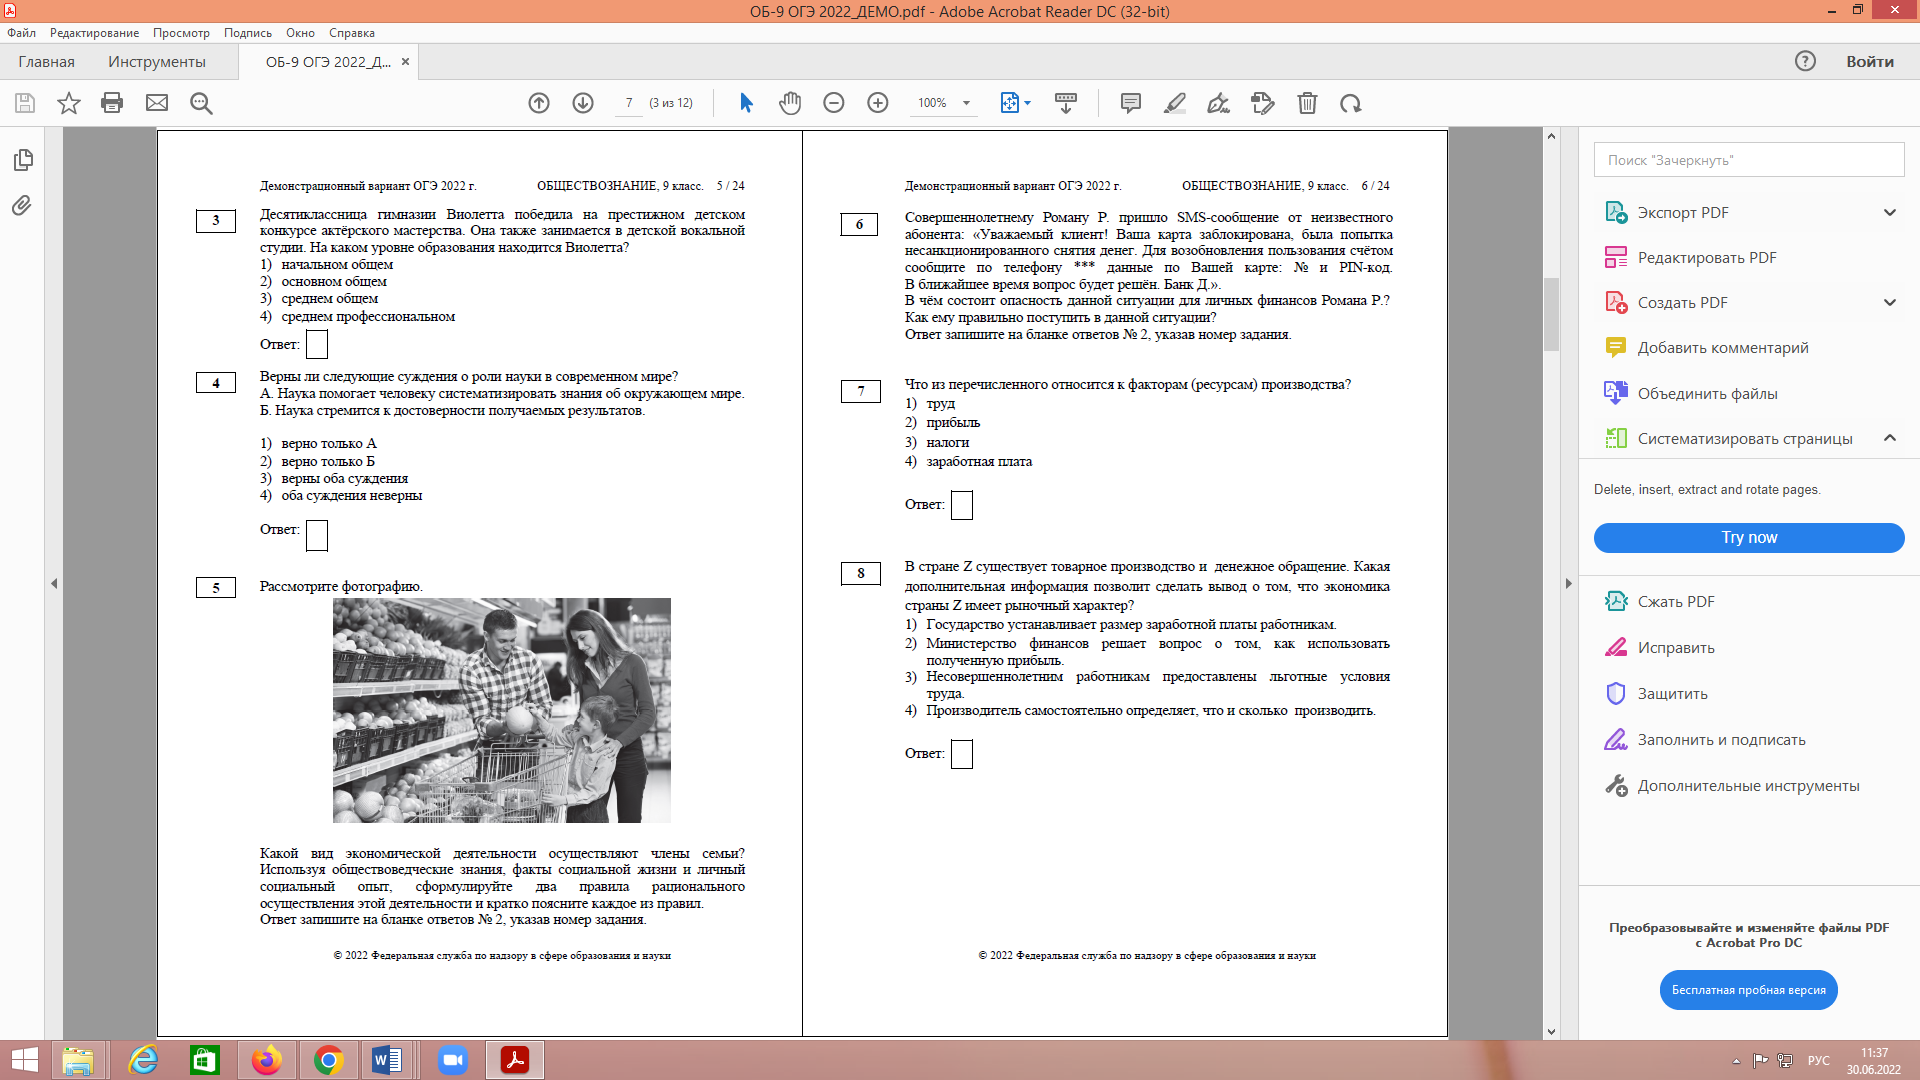 ОБ-9 ОГЭ 2022_ДЕМО.pdf - Adobe Acrobat Reader DC (32-bit)
Файл Редактирование Просмотр Подпись Окно Справка
Главная Инструменты ОБ-9 ОГЭ 2022_Д... × Войти
7 (3 из 12) 100%
Демонстрационный вариант ОГЭ 2022 г. ОБЩЕСТВОЗНАНИЕ, 9 класс. 5 / 24
3 Десятиклассница гимназии Виолетта победила на престижном детском
конкурсе актёрского мастерства. Она также занимается в детской вокальной
студии. На каком уровне образования находится Виолетта?
1) начальном общем
2) основном общем
3) среднем общем
4) среднем профессиональном
Ответ:
4 Верны ли следующие суждения о роли науки в современном мире?
А. Наука помогает человеку систематизировать знания об окружающем мире.
Б. Наука стремится к достоверности получаемых результатов.
1) верно только А
2) верно только Б
3) верны оба суждения
4) оба суждения неверны
Ответ:
5 Рассмотрите фотографию.
Какой вид экономической деятельности осуществляют члены семьи?
Используя обществоведческие знания, факты социальной жизни и личный
социальный опыт, сформулируйте два правила рационального
осуществления этой деятельности и кратко поясните каждое из правил.
Ответ запишите на бланке ответов № 2, указав номер задания.
© 2022 Федеральная служба по надзору в сфере образования и науки
Демонстрационный вариант ОГЭ 2022 г. ОБЩЕСТВОЗНАНИЕ, 9 класс. 6 / 24
6 Совершеннолетнему Роману Р. пришло SMS-сообщение от неизвестного
абонента: «Уважаемый клиент! Ваша карта заблокирована, была попытка
несанкционированного снятия денег. Для возобновления пользования счётом
сообщите по телефону *** данные по Вашей карте: № и PIN-код.
В ближайшее время вопрос будет решён. Банк Д.».
В чём состоит опасность данной ситуации для личных финансов Романа Р.?
Как ему правильно поступить в данной ситуации?
Ответ запишите на бланке ответов № 2, указав номер задания.
7 Что из перечисленного относится к факторам (ресурсам) производства?
1) труд
2) прибыль
3) налоги
4) заработная плата
Ответ:
8 В стране Z существует товарное производство и денежное обращение. Какая
дополнительная информация позволит сделать вывод о том, что экономика
страны Z имеет рыночный характер?
1) Государство устанавливает размер заработной платы работникам.
2) Министерство финансов решает вопрос о том, как использовать
полученную прибыль.
3) Несовершеннолетним работникам предоставлены льготные условия
труда.
4) Производитель самостоятельно определяет, что и сколько производить.
Ответ:
© 2022 Федеральная служба по надзору в сфере образования и науки
Поиск "Зачеркнуть"
Экспорт PDF
Редактировать PDF
Создать PDF
Добавить комментарий
Объединить файлы
Систематизировать страницы
Delete, insert, extract and rotate pages.
Try now
Сжать PDF
Исправить
Защитить
Заполнить и подписать
Дополнительные инструменты
Преобразовывайте и изменяйте файлы PDF
с Acrobat Pro DC
Бесплатная пробная версия
РУС
11:37
30.06.2022